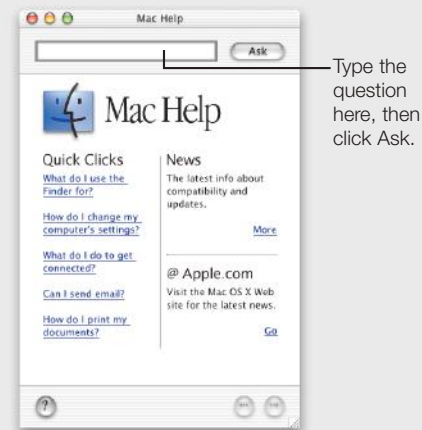 Mac Help
Ask
Type the
question
here, then
click Ask.
Mac Help
Quick Clicks
What do I use the
Finder for?
How do I change my
computer's settings?
What do I do to get
connected?
Can I send email?
How do I print my
documents?
News
The latest info about
compatibility and
updates.
More
@ Apple.com
Visit the Mac OS X Web
site for the latest news.
Go
?